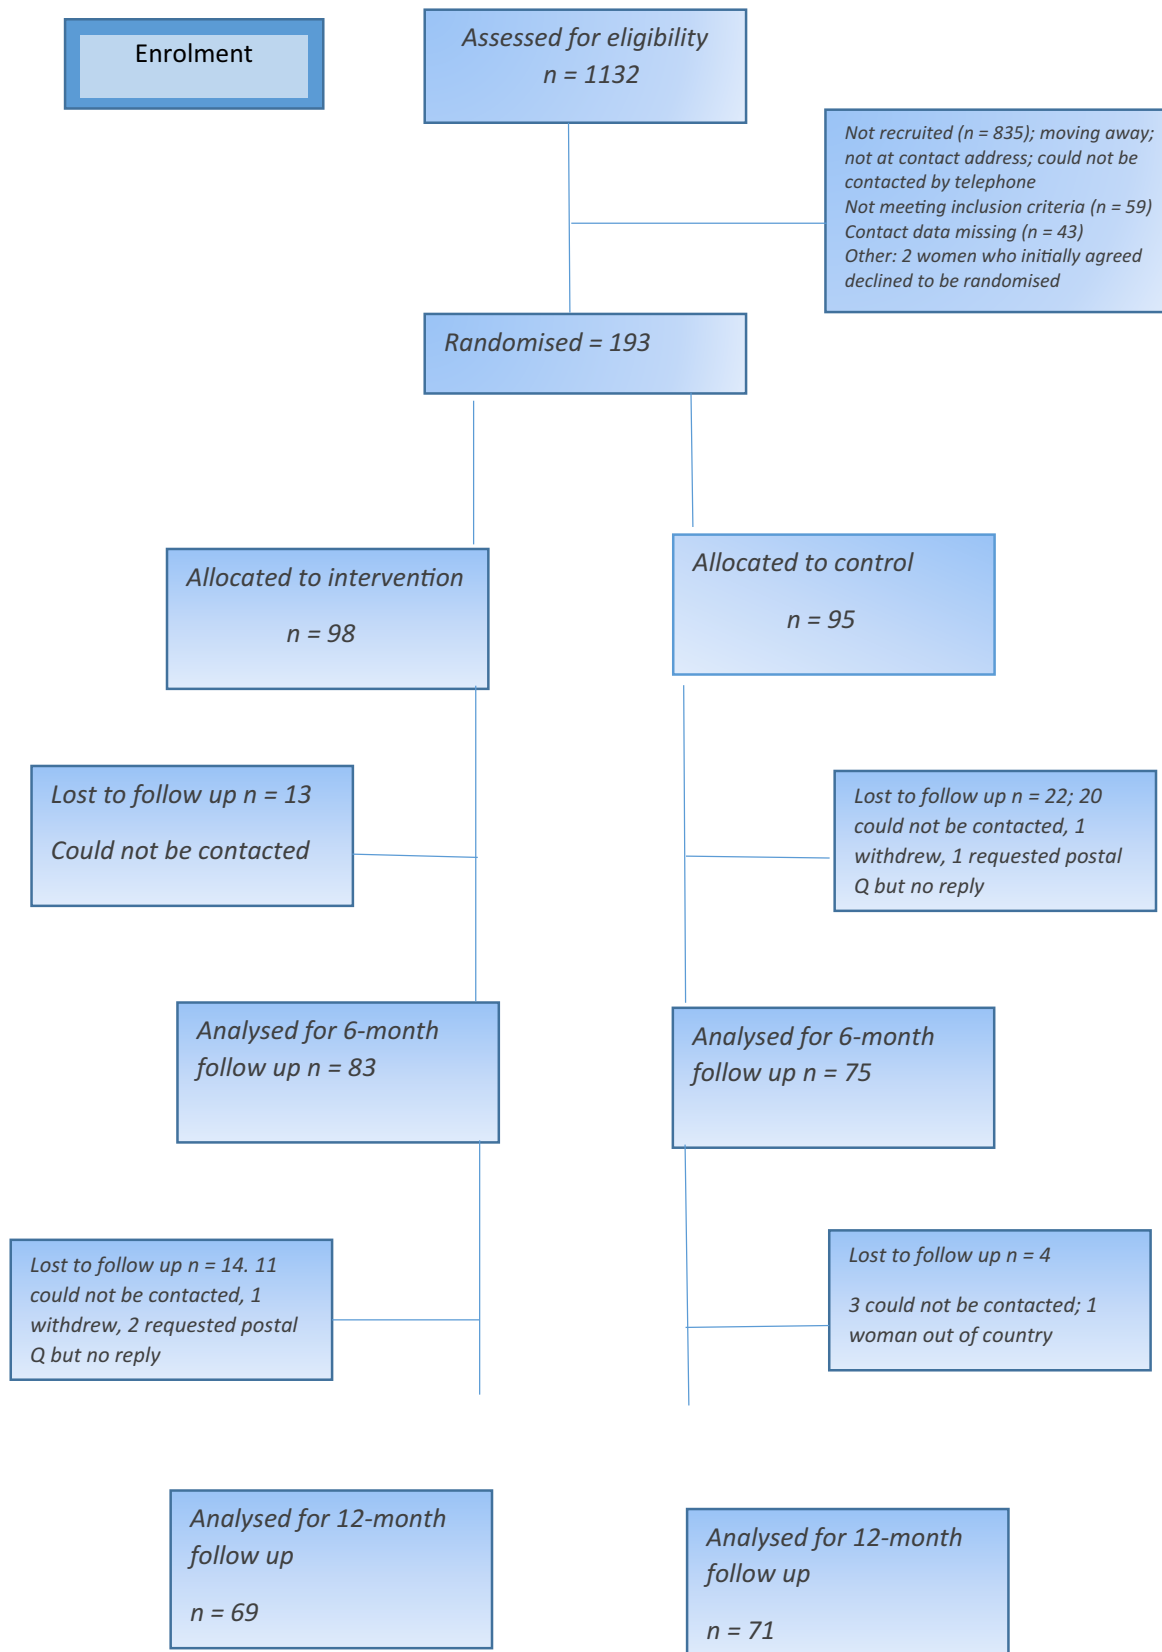 Enrolment
Assessed for eligibility
n = 1132
Not recruited (n = 835); moving away;
not at contact address; could not be
contacted by telephone
Not meeting inclusion criteria (n = 59)
Contact data missing (n = 43)
Other: 2 women who initially agreed
declined to be randomised
Randomised = 193
Allocated to intervention
n = 98
Allocated to control
n = 95
Lost to follow up n = 13
Could not be contacted
Lost to follow up n = 22; 20
could not be contacted, 1
withdrew, 1 requested postal
Q but no reply
Analysed for 6-month
follow up n = 83
Analysed for 6-month
follow up n = 75
Lost to follow up n = 14. 11
could not be contacted, 1
withdrew, 2 requested postal
Q but no reply
Lost to follow up n = 4
3 could not be contacted; 1
woman out of country
Analysed for 12-month
follow up
n = 69
Analysed for 12-month
follow up
n = 71